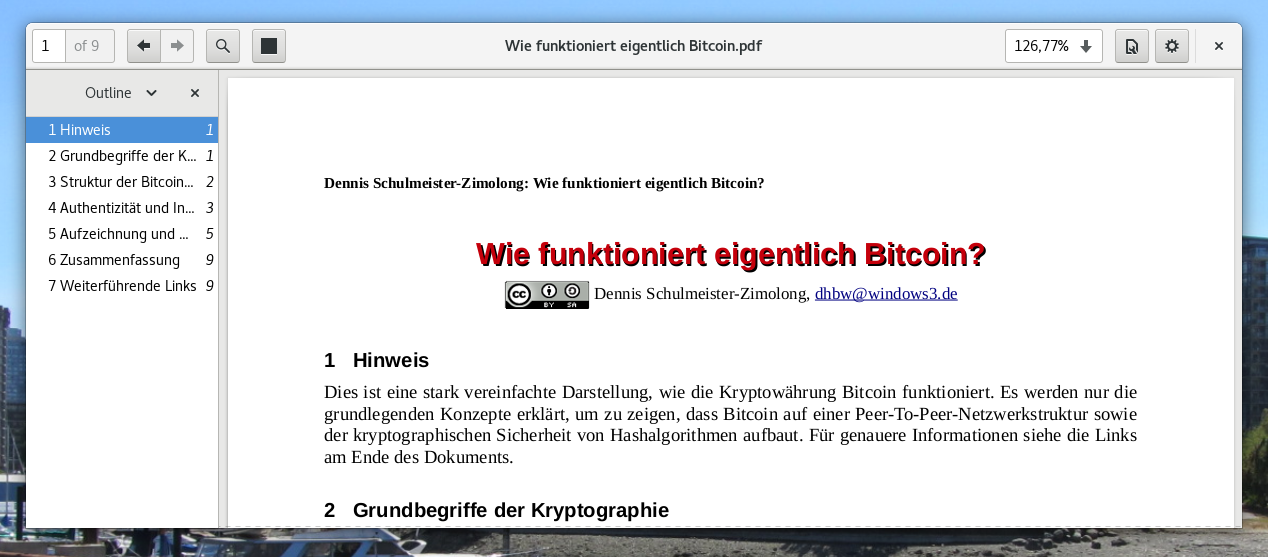 1 of 9
Wie funktioniert eigentlich Bitcoin.pdf
126,77%
Outline
1 Hinweis 1
2 Grundbegriffe der K... 1
3 Struktur der Bitcoin... 2
4 Authentizität und In... 3
5 Aufzeichnung und ... 5
6 Zusammenfassung 9
7 Weiterführende Links 9
Dennis Schulmeister-Zimolong: Wie funktioniert eigentlich Bitcoin?
Wie funktioniert eigentlich Bitcoin?
cc BY SA Dennis Schulmeister-Zimolong, dhbw@windows3.de
1 Hinweis
Dies ist eine stark vereinfachte Darstellung, wie die Kryptowährung Bitcoin funktioniert. Es werden nur die
grundlegenden Konzepte erklärt, um zu zeigen, dass Bitcoin auf einer Peer-To-Peer-Netzwerkstruktur sowie
der kryptographischen Sicherheit von Hashalgorithmen aufbaut. Für genauere Informationen siehe die Links
am Ende des Dokuments.
2 Grundbegriffe der Kryptographie